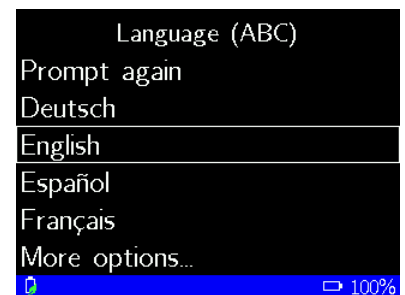 Language (ABC)
Prompt again
Deutsch
English
Español
Français
More options...
100%